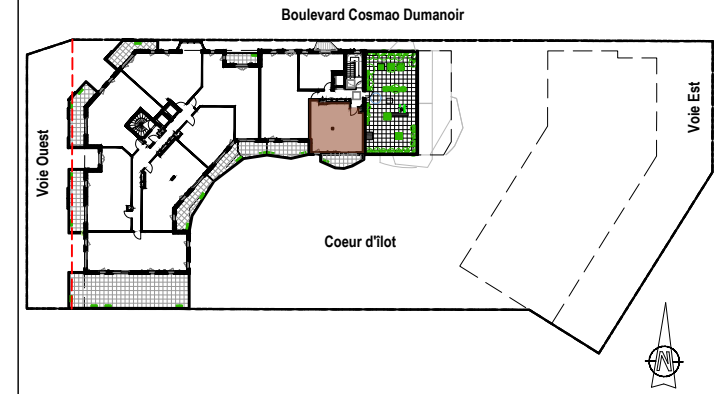 Boulevard Cosmao Dumanoir
Voie Ouest
Voie Est
Coeur d'îlot
N